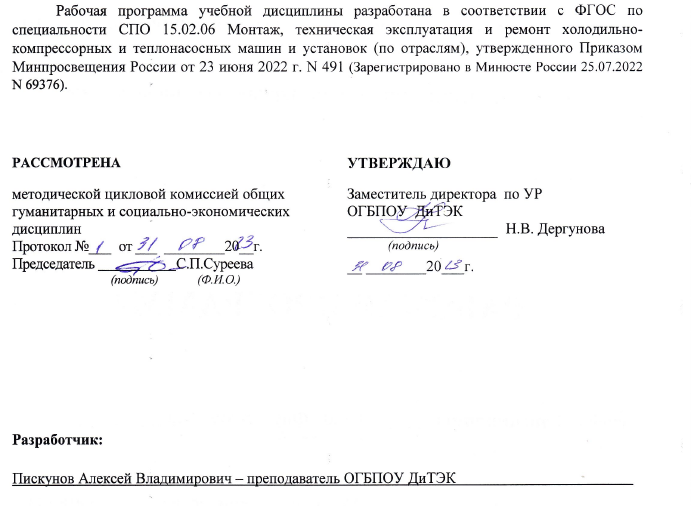 Рабочая программа учебной дисциплины разработана в соответствии с ФГОС по
специальности СПО 15.02.06 Монтаж, техническая эксплуатация и ремонт холодильно-
компрессорных и теплонасосных машин и установок (по отраслям), утвержденного Приказом
Минпросвещения России от 23 июня 2022 г. N 491 (Зарегистрировано в Минюсте России 25.07.2022
N 69376).
РАССМОТРЕНА
методической цикловой комиссией общих
гуманитарных и социально-экономических
дисциплин
Протокол № 1 от 31 08 2023г.
Председатель С.П.Суреева
(подпись) (Ф.И.О.)
УТВЕРЖДАЮ
Заместитель директора по УР
ОГБПОУ ДиТЭК
Н.В. Дергунова
(подпись)
31 08 2023 г.
Разработчик:
Пискунов Алексей Владимирович – преподаватель ОГБПОУ ДиТЭК